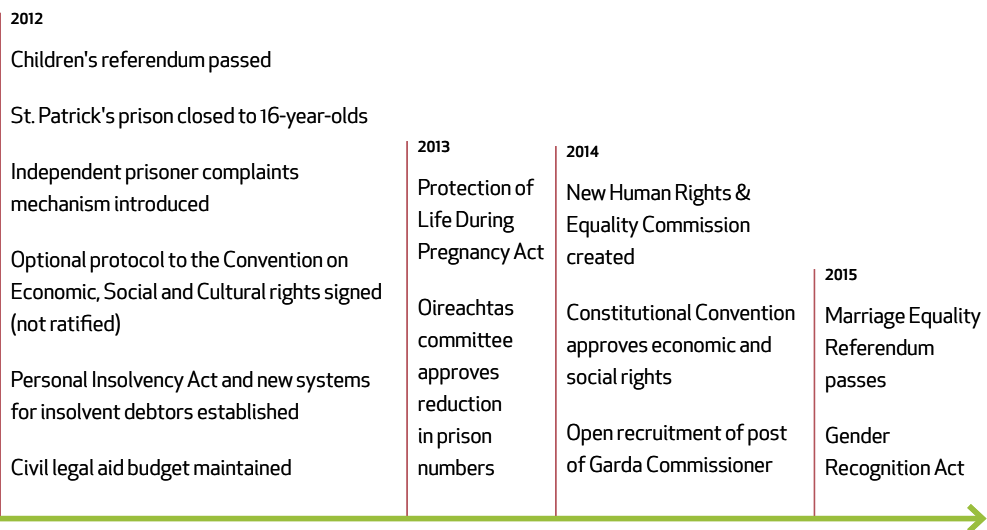 2012
Children's referendum passed
St. Patrick's prison closed to 16-year-olds
Independent prisoner complaints
mechanism introduced
Optional protocol to the Convention on
Economic, Social and Cultural rights signed
(not ratified)
Personal Insolvency Act and new systems
for insolvent debtors established
Civil legal aid budget maintained
2013
Protection of
Life During
Pregnancy Act
Oireachtas
committee
approves
reduction
in prison
numbers
2014
New Human Rights &
Equality Commission
created
Constitutional Convention
approves economic and
social rights
Open recruitment of post
of Garda Commissioner
2015
Marriage Equality
Referendum
passes
Gender
Recognition Act